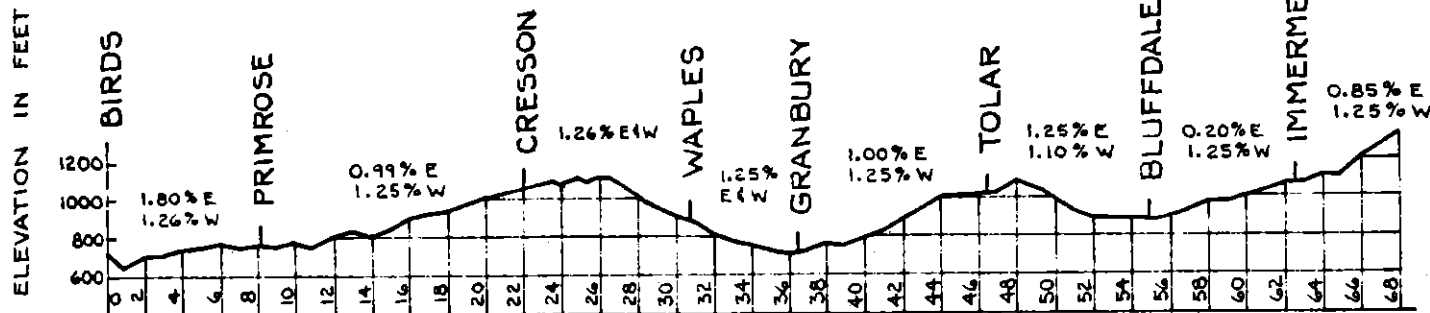 ELEVATION IN FEET
1200
1000
800
600
BIRDS
1.80% E
1.26% W
PRIMROSE
0.99% E
1.25% W
CRESSON
1.26% E&W
WAPLES
1.25%
E&W
GRANBURY
1.00% E
1.25% W
TOLAR
1.25% E
1.10% W
BLUFFDALE
0.20% E
1.25% W
IMMERME
0.85% E
1.25% W
0 2 4 6 8 10 12 14 16 18 20 22 24 26 28 30 32 34 36 38 40 42 44 46 48 50 52 54 56 58 60 62 64 66 68